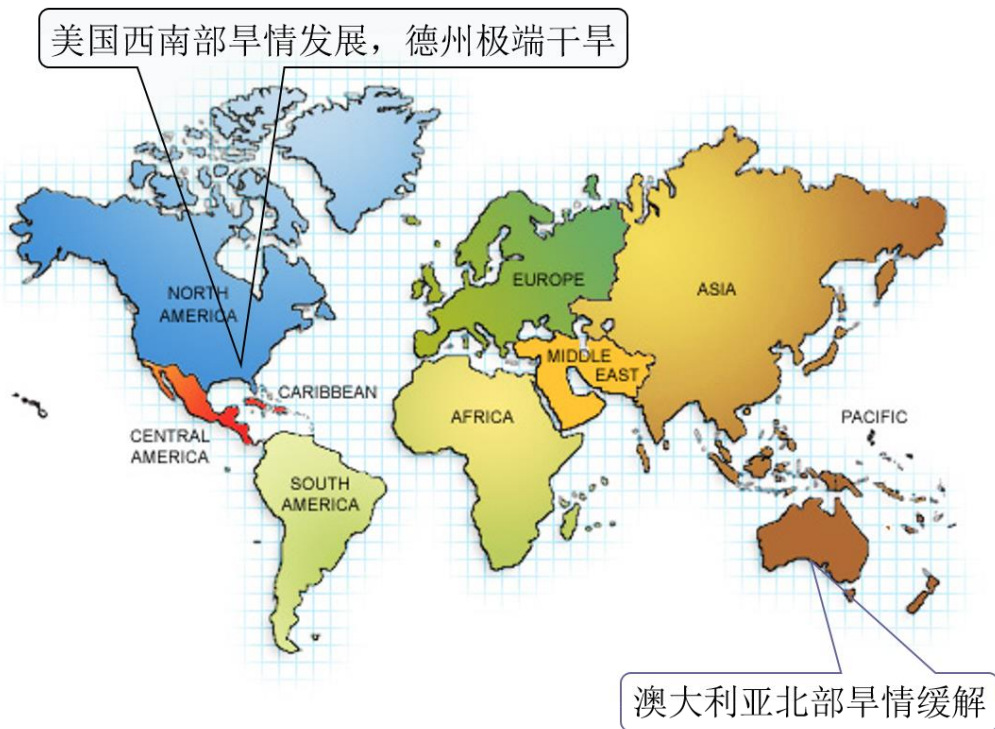 美国西南部旱情发展，德州极端干旱
NORTH
AMERICA
EUROPE
ASIA
MIDDLE
EAST
CARIBBEAN
AFRICA
PACIFIC
CENTRAL
AMERICA
SOUTH
AMERICA
澳大利亚北部旱情缓解